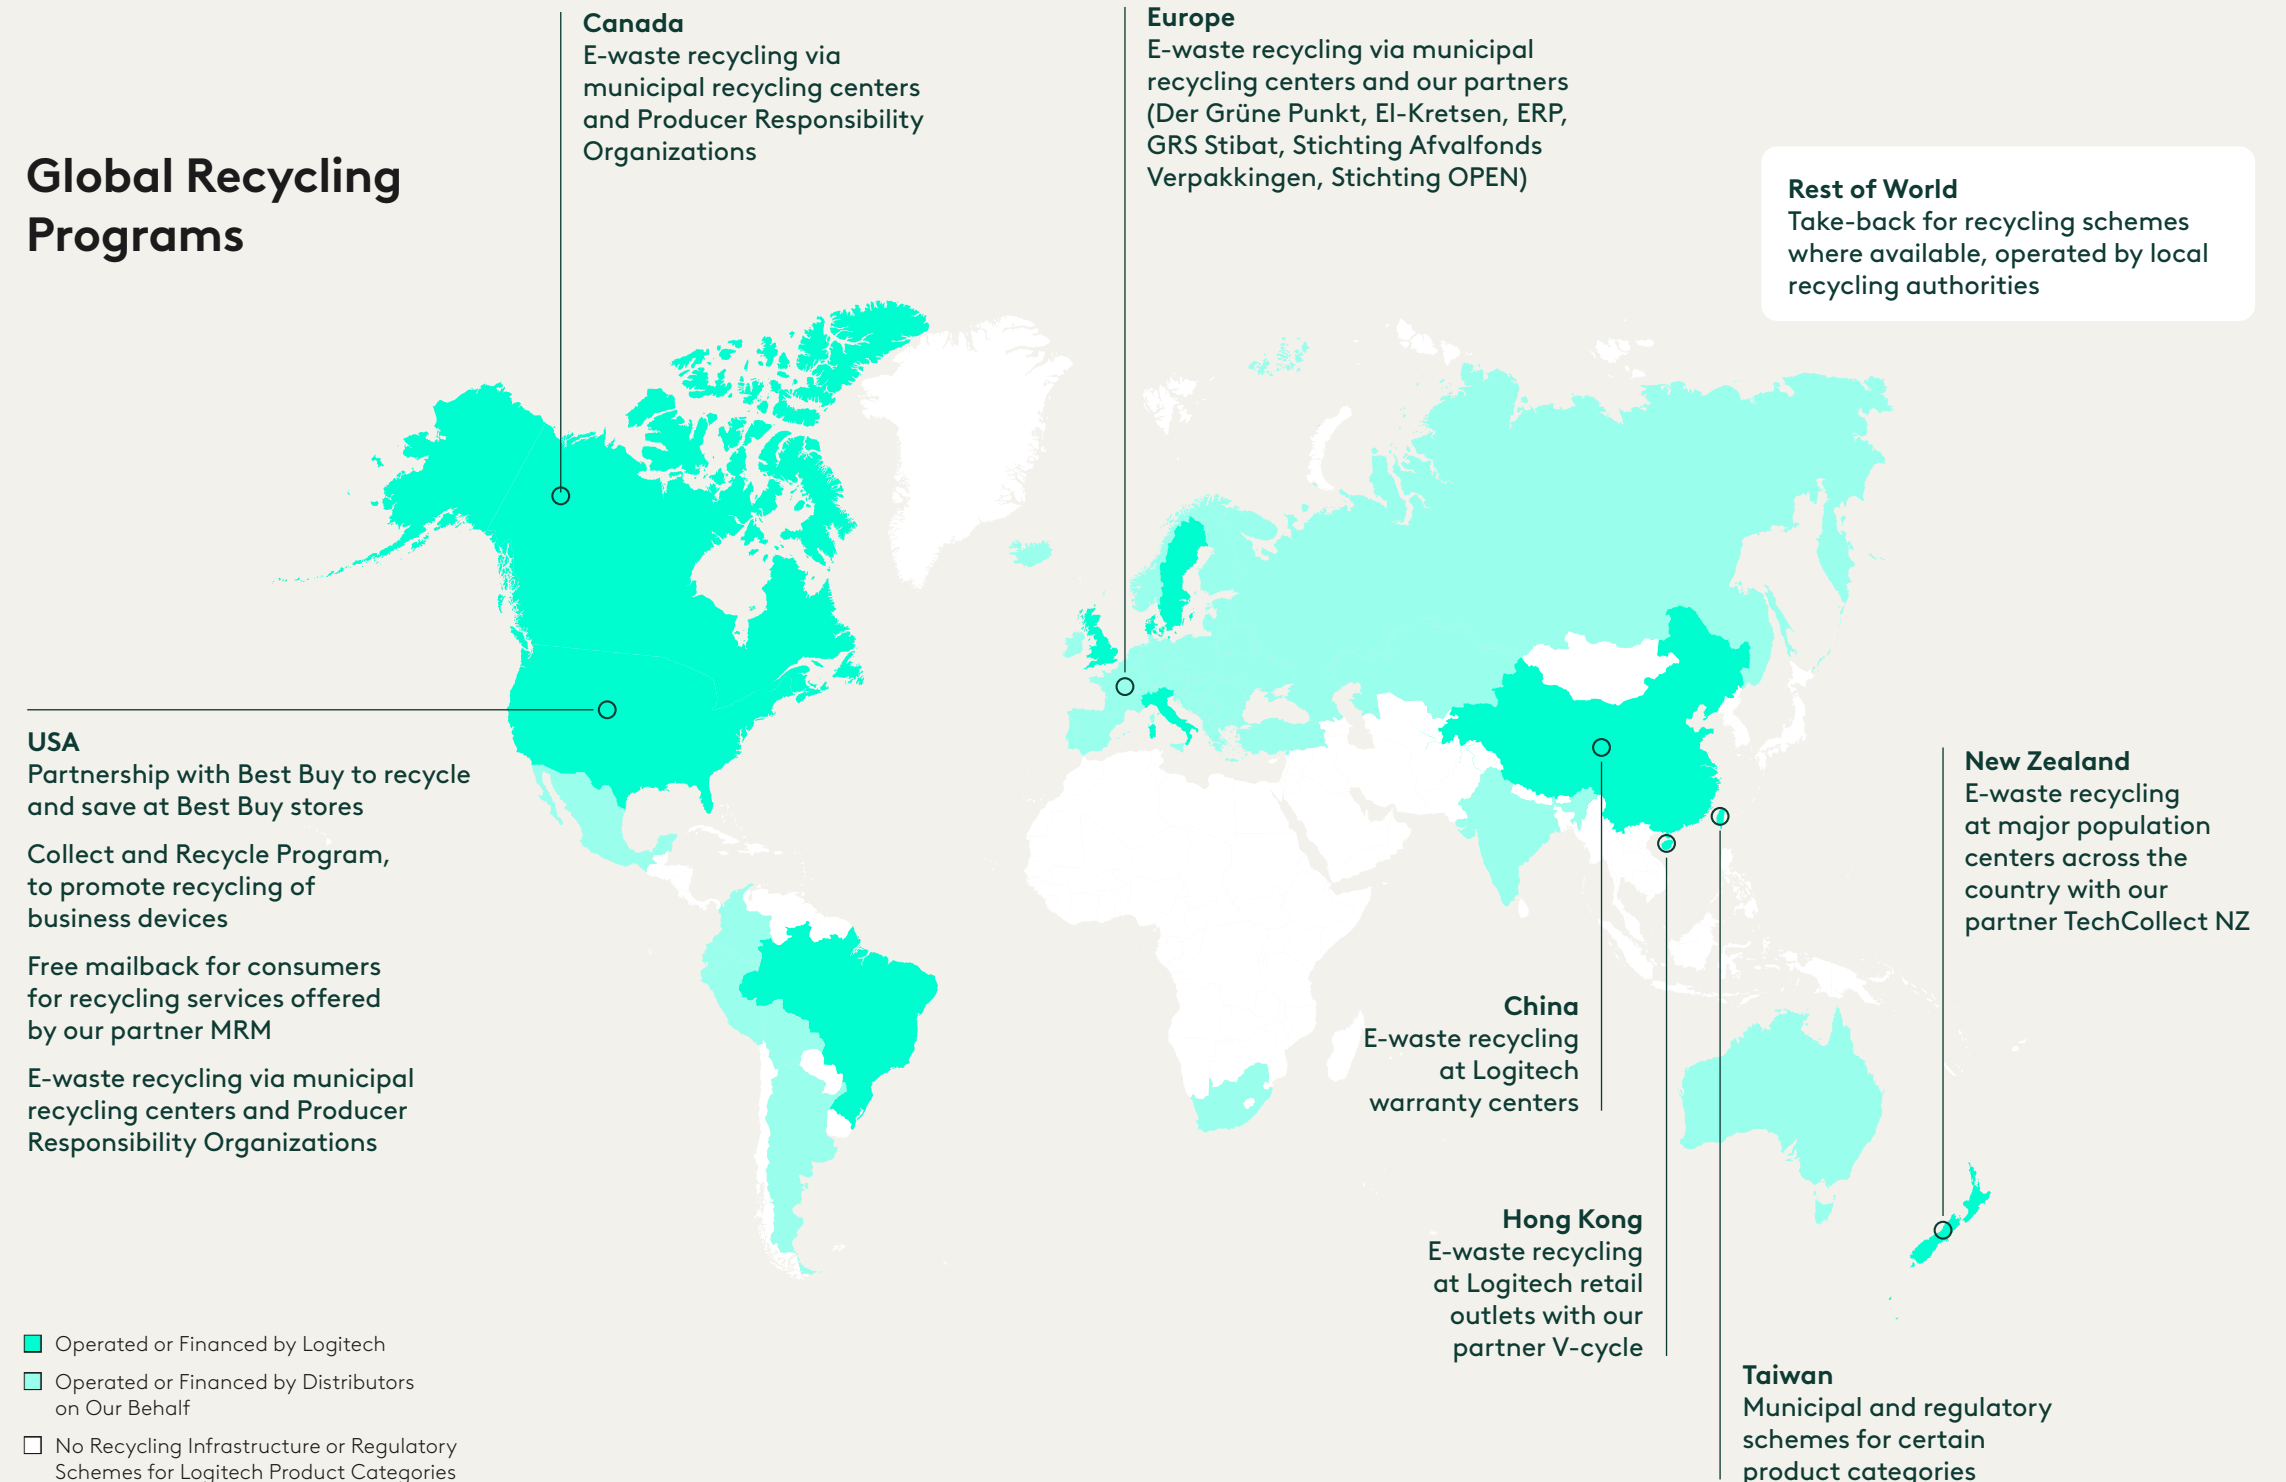 Global Recycling
Programs
Canada
E-waste recycling via
municipal recycling centers
and Producer Responsibility
Organizations
Europe
E-waste recycling via municipal
recycling centers and our partners
(Der Grüne Punkt, El-Kretsen, ERP,
GRS Stibat, Stichting Afvalfonds
Verpakkingen, Stichting OPEN)
Rest of World
Take-back for recycling schemes
where available, operated by local
recycling authorities
USA
Partnership with Best Buy to recycle
and save at Best Buy stores
Collect and Recycle Program,
to promote recycling of
business devices
Free mailback for consumers
for recycling services offered
by our partner MRM
E-waste recycling via municipal
recycling centers and Producer
Responsibility Organizations
New Zealand
E-waste recycling
at major population
centers across the
country with our
partner TechCollect NZ
China
E-waste recycling
at Logitech
warranty centers
Hong Kong
E-waste recycling
at Logitech retail
outlets with our
partner V-cycle
Taiwan
Municipal and regulatory
schemes for certain
product categories
Operated or Financed by Logitech
Operated or Financed by Distributors
on Our Behalf
No Recycling Infrastructure or Regulatory
Schemes for Logitech Product Categories